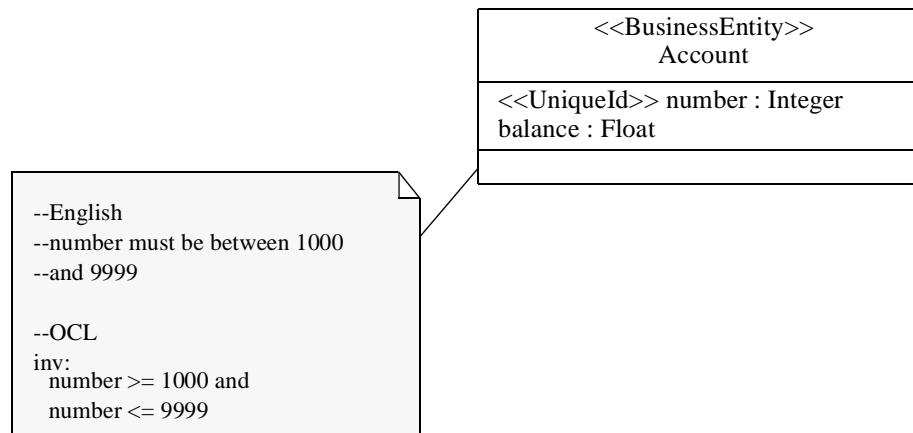 <<BusinessEntity>>
Account
<<UniqueId>> number : Integer
balance : Float
--English
--number must be between 1000
--and 9999
--OCL
inv:
number >= 1000 and
number <= 9999